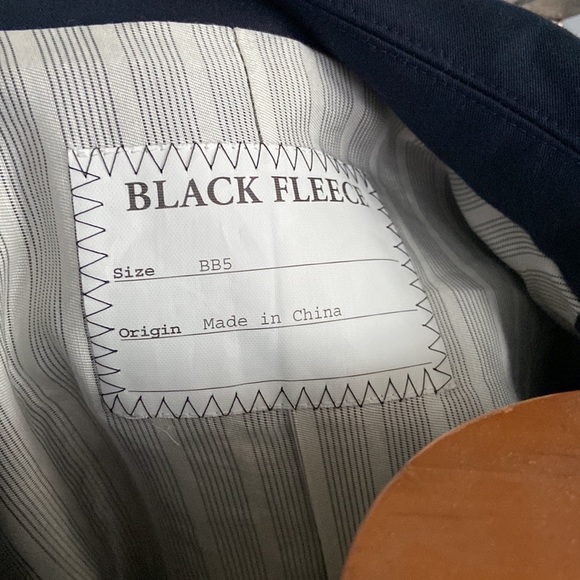 BLACK FLEECE
Size BB5
Origin Made in China